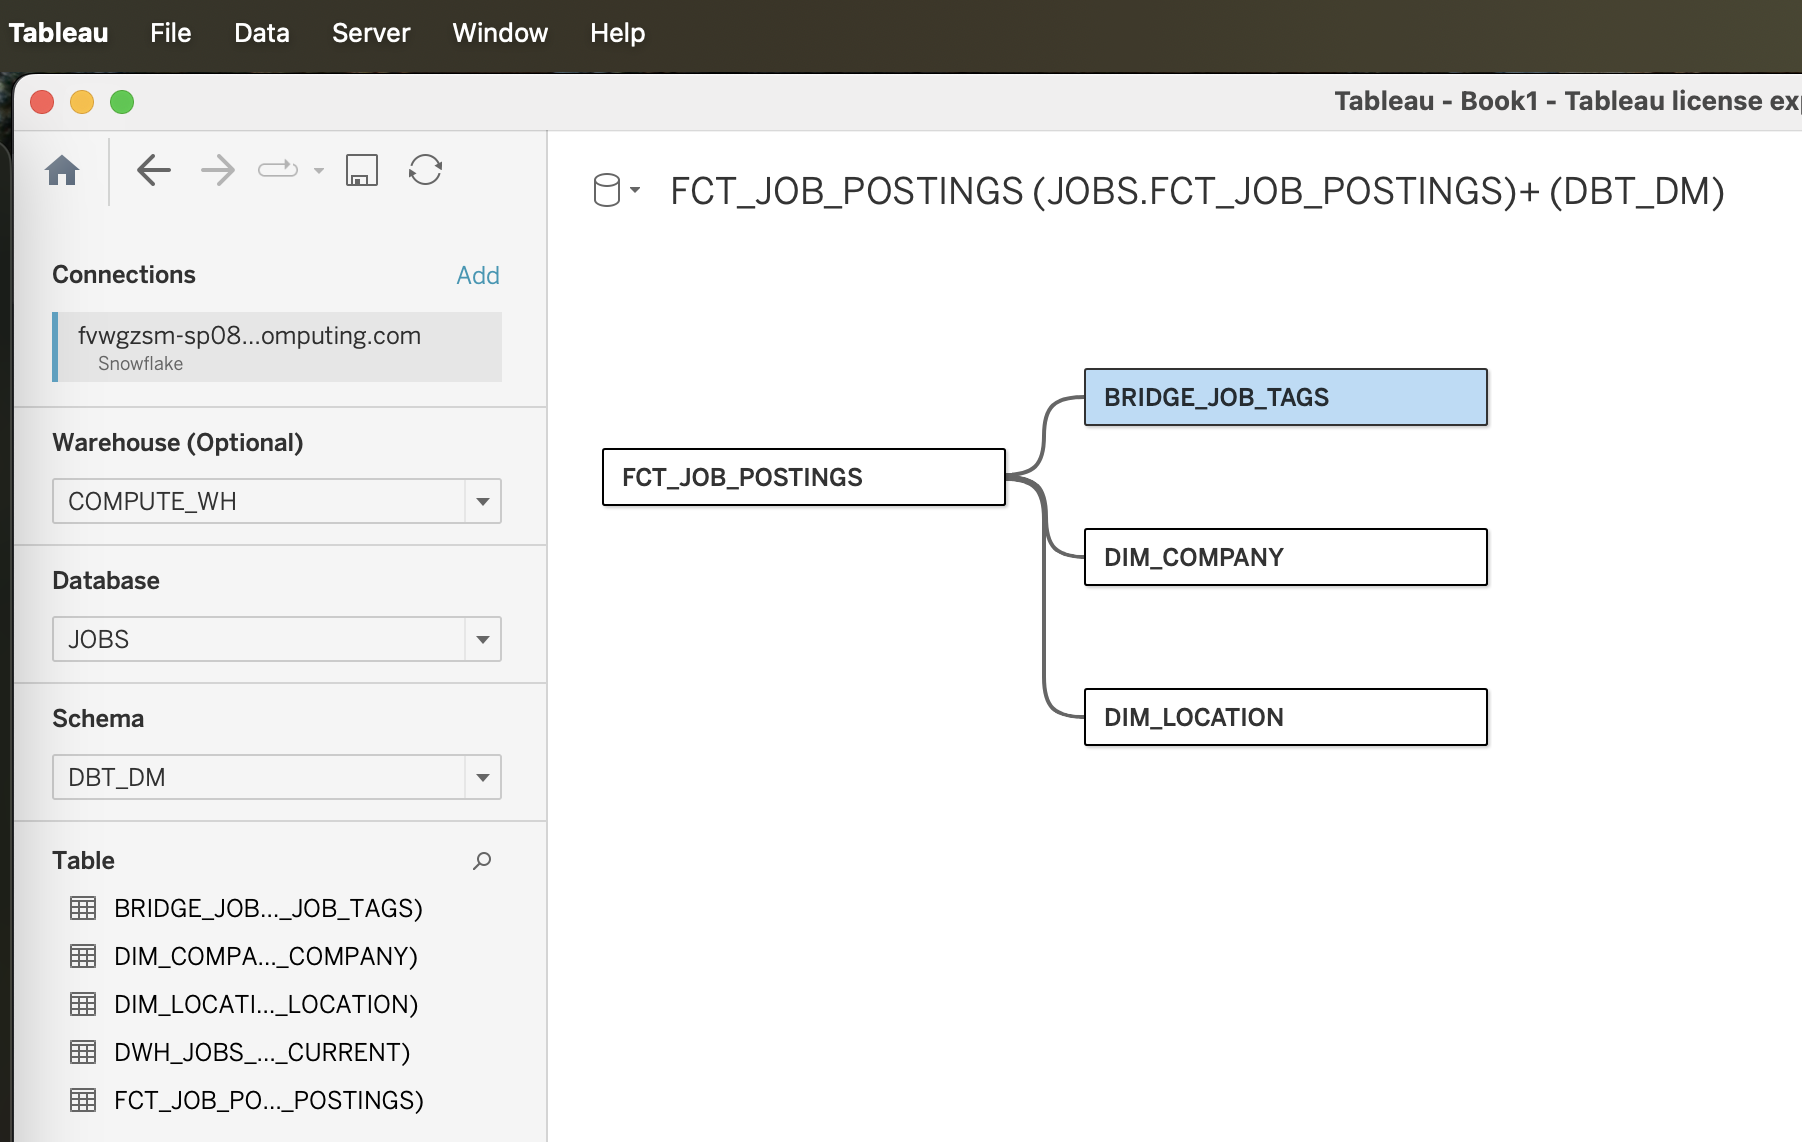 Tableau File Data Server Window Help
Tableau - Book1 - Tableau license exp
FCT_JOB_POSTINGS (JOBS.FCT_JOB_POSTINGS)+ (DBT_DM)
Connections Add
fvwgzsm-sp08...omputing.com
Snowflake
Warehouse (Optional)
COMPUTE_WH
Database
JOBS
Schema
DBT_DM
Table
BRIDGE_JOB..._JOB_TAGS)
DIM_COMPA..._COMPANY)
DIM_LOCATI..._LOCATION)
DWH_JOBS_..._CURRENT)
FCT_JOB_PO..._POSTINGS)
FCT_JOB_POSTINGS
BRIDGE_JOB_TAGS
DIM_COMPANY
DIM_LOCATION